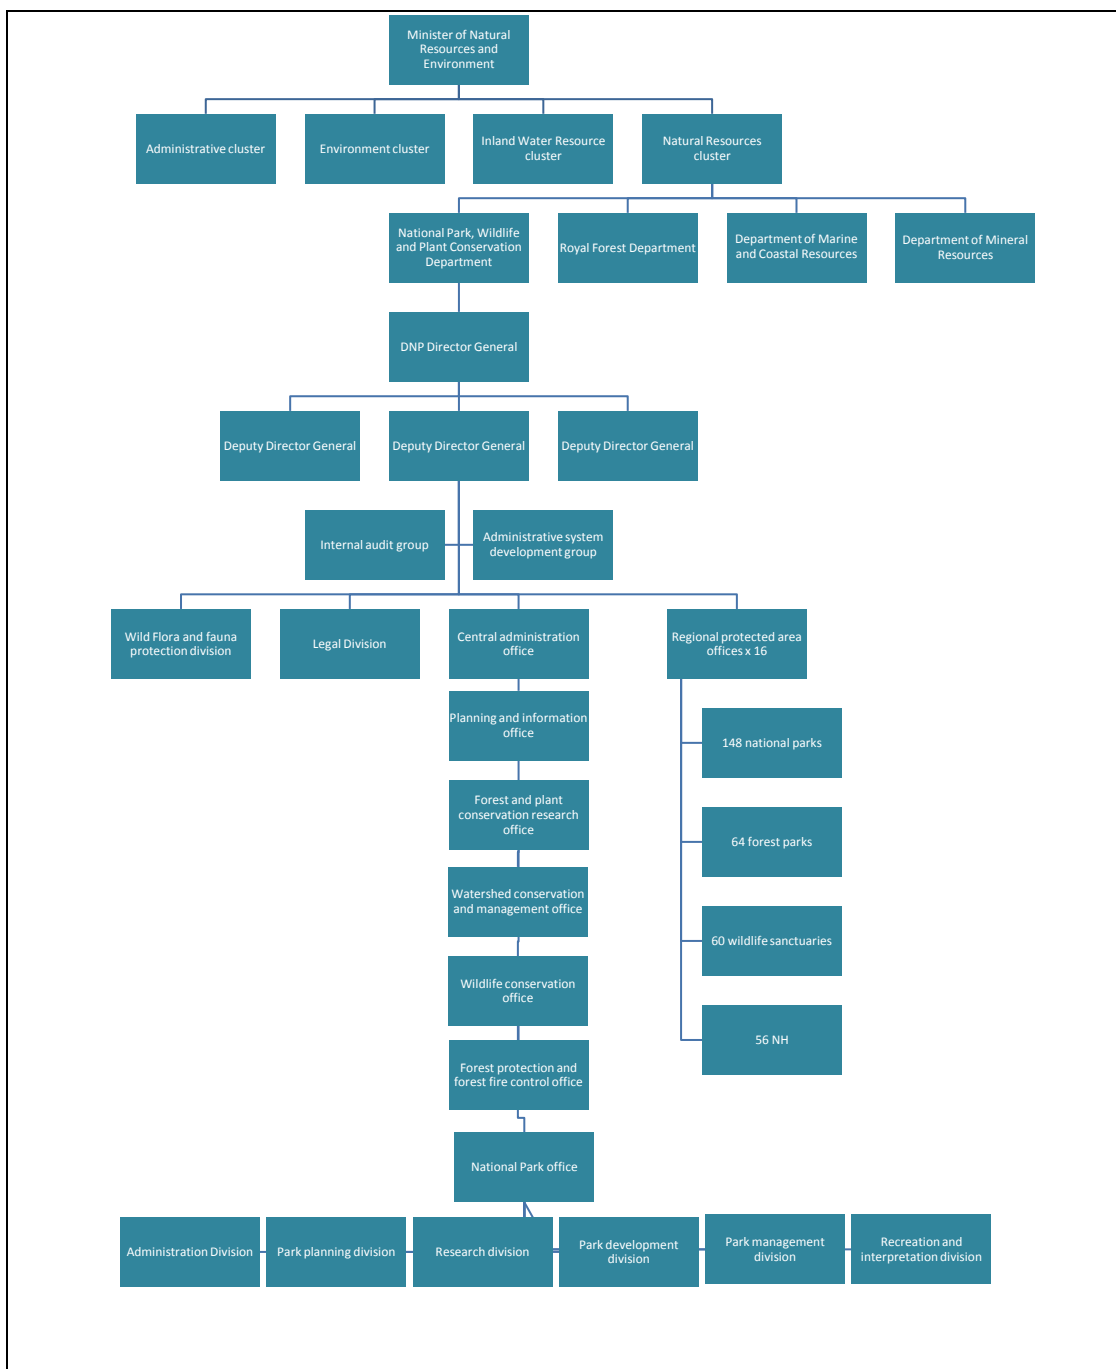 Minister of Natural
Resources and
Environment
Administrative cluster
Environment cluster
Inland Water Resource
cluster
Natural Resources
cluster
National Park, Wildlife
and Plant Conservation
Department
Royal Forest Department
Department of Marine
and Coastal Resources
Department of Mineral
Resources
DNP Director General
Deputy Director General
Deputy Director General
Deputy Director General
Internal audit group
Administrative system
development group
Wild Flora and fauna
protection division
Legal Division
Central administration
office
Regional protected area
offices x 16
Planning and information
office
148 national parks
Forest and plant
conservation research
office
64 forest parks
Watershed conservation
and management office
60 wildlife sanctuaries
Wildlife conservation
office
56 NH
Forest protection and
forest fire control office
National Park office
Administration Division
Park planning division
Research division
Park development
division
Park management
division
Recreation and
interpretation division